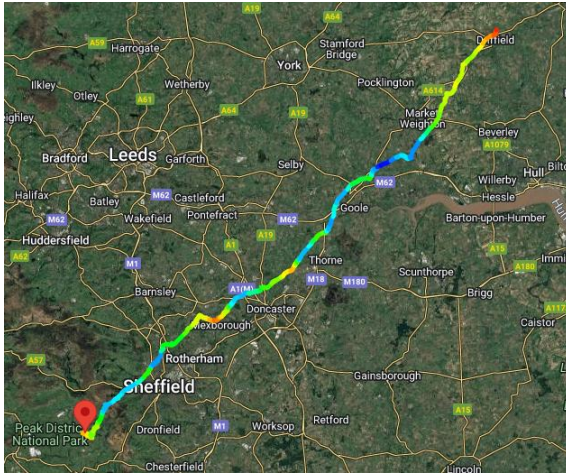 A19
A64
A59
Harrogate
Stamford
Bridge
Driffield
York
Ilkley
Wetherby
Otley
Pocklington
A614
A61
A64
A19
Market
Weighton
Beverley
Leeds
Garforth
Selby
A1079
Bradford
Hull
Halifax
Batley
M62
Castleford
M62
Willerby
Hessle
M62
Wakefield
Pontefract
M62
Goole
Barton-upon-Humber
Huddersfield
A1
A19
A62
M1
Thorne
A15
Scunthorpe
A180
Barnsley
A1(M)
M18
M180
Doncaster
Brigg
Mexborough
A117
Caistor
A57
Rotherham
Sheffield
Gainsborough
A15
Peak District
National Park
Dronfield
M1
Worksop
Retford
Chesterfield
Lincoln